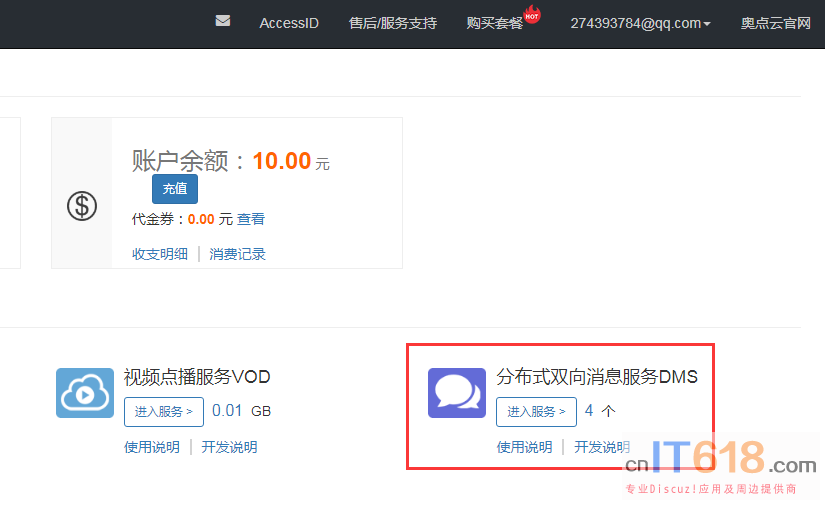 AccessID 售后/服务支持 购买套餐 HOT 274393784@qq.com 奥点云官网
账户余额：10.00 元
充值
代金券：0.00 元 查看
收支明细 | 消费记录
视频点播服务VOD
进入服务 > 0.01 GB
使用说明 | 开发说明
分布式双向消息服务DMS
进入服务 > 4 个
使用说明 | 开发说明
cnIT618.com
专业Discuz!应用及周边提供商